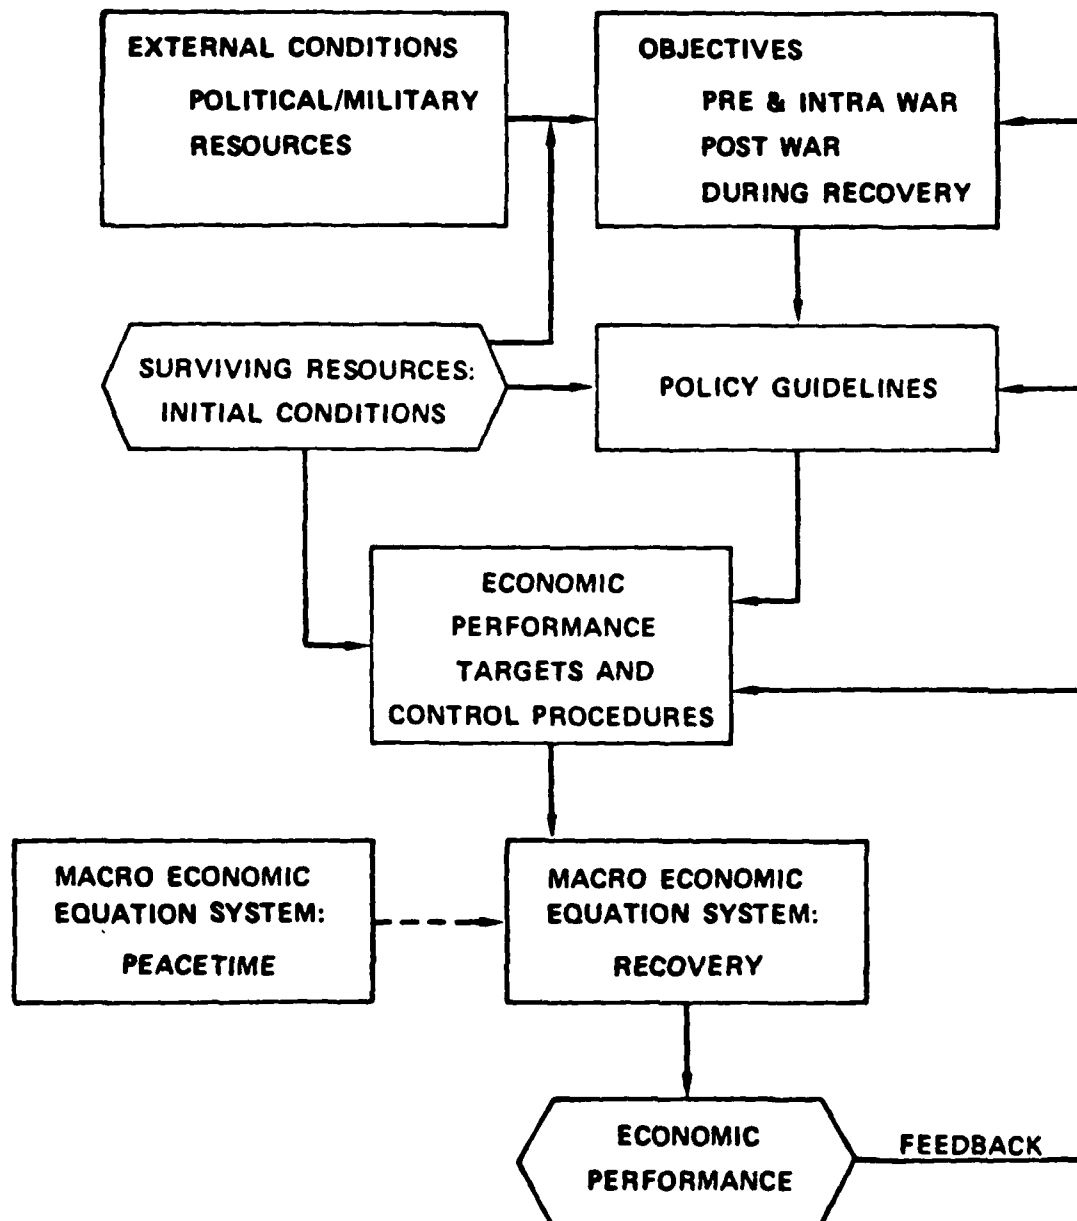 EXTERNAL CONDITIONS
POLITICAL/MILITARY
RESOURCES
OBJECTIVES
PRE & INTRA WAR
POST WAR
DURING RECOVERY
SURVIVING RESOURCES:
INITIAL CONDITIONS
POLICY GUIDELINES
ECONOMIC
PERFORMANCE
TARGETS AND
CONTROL PROCEDURES
MACRO ECONOMIC
EQUATION SYSTEM:
PEACETIME
MACRO ECONOMIC
EQUATION SYSTEM:
RECOVERY
ECONOMIC
PERFORMANCE
FEEDBACK